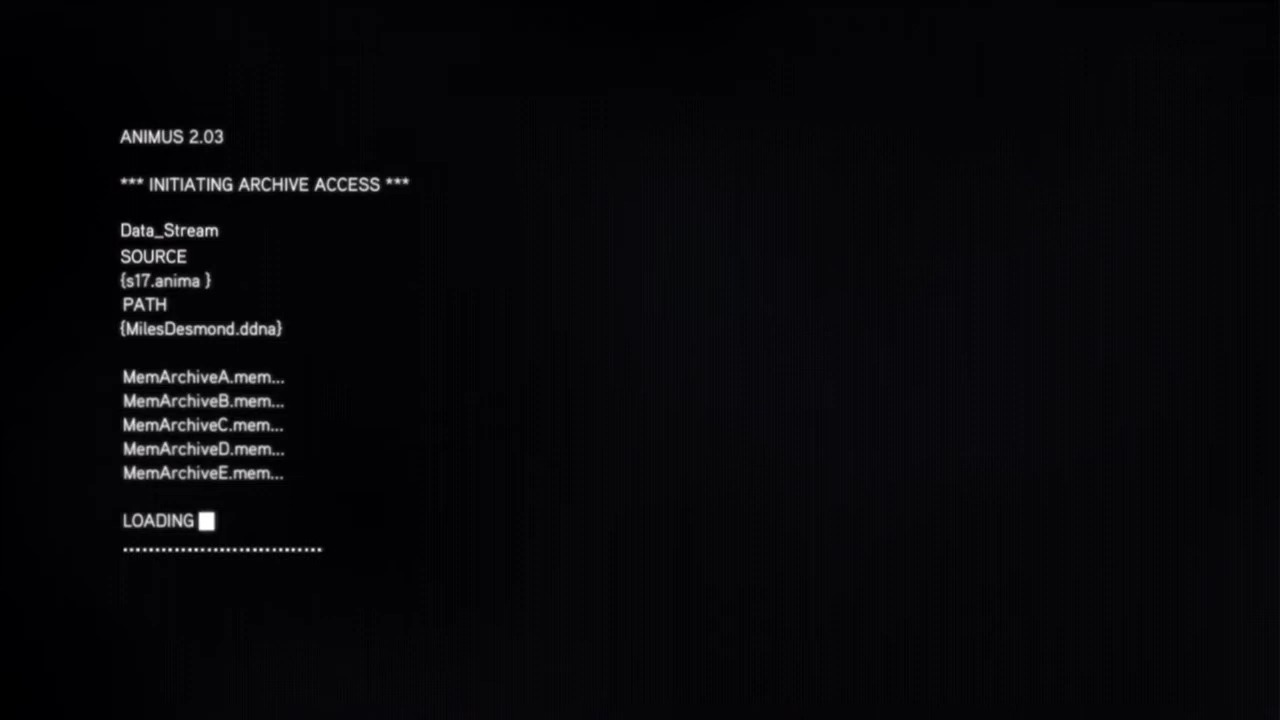 ANIMUS 2.03
*** INITIATING ARCHIVE ACCESS ***
Data_Stream
SOURCE
{s17.anima }
PATH
{MilesDesmond.ddna}
MemArchiveA.mem...
MemArchiveB.mem...
MemArchiveC.mem...
MemArchiveD.mem...
MemArchiveE.mem...
LOADING